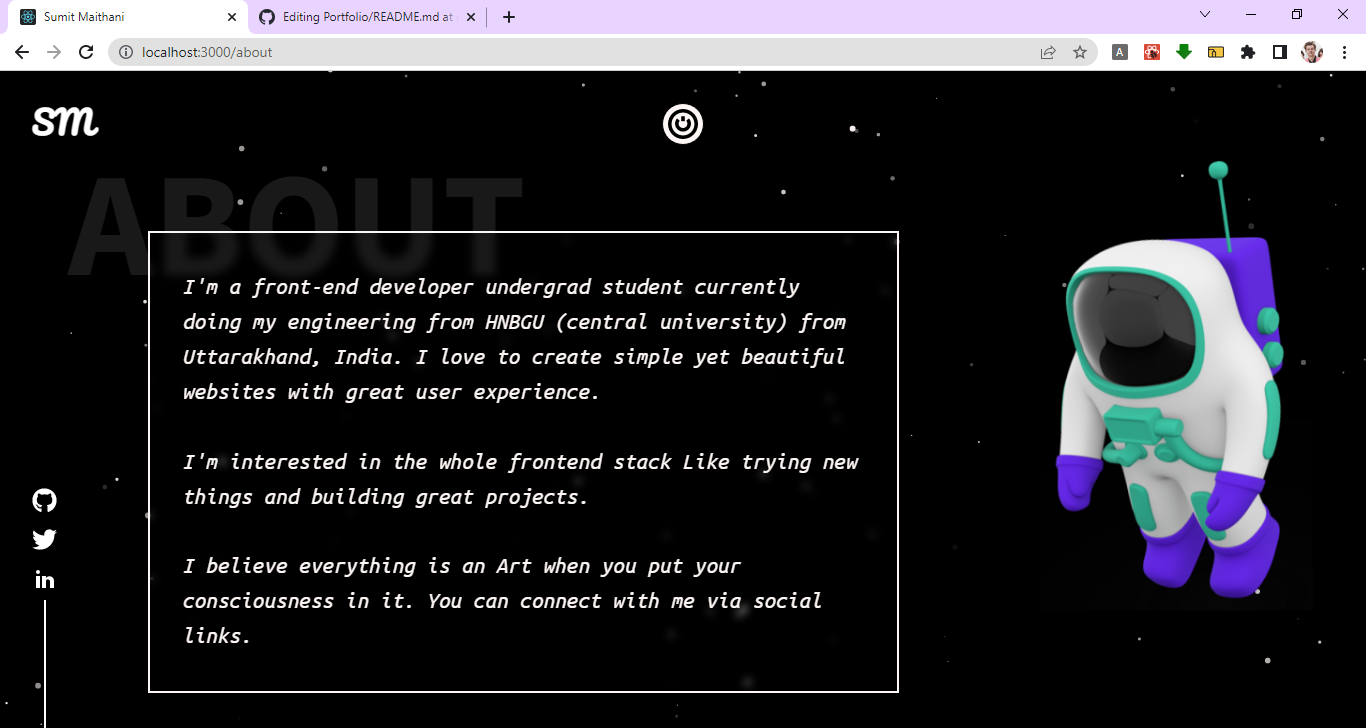 Sumit Maithani
Editing Portfolio/README.md at
localhost:3000/about
A
sm
ABOUT
I'm a front-end developer undergrad student currently
doing my engineering from HNBGU (central university) from
Uttarakhand, India. I love to create simple yet beautiful
websites with great user experience.
I'm interested in the whole frontend stack Like trying new
things and building great projects.
I believe everything is an Art when you put your
consciousness in it. You can connect with me via social
links.
in